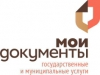 мои
документы
государственные
и муниципальные услуги